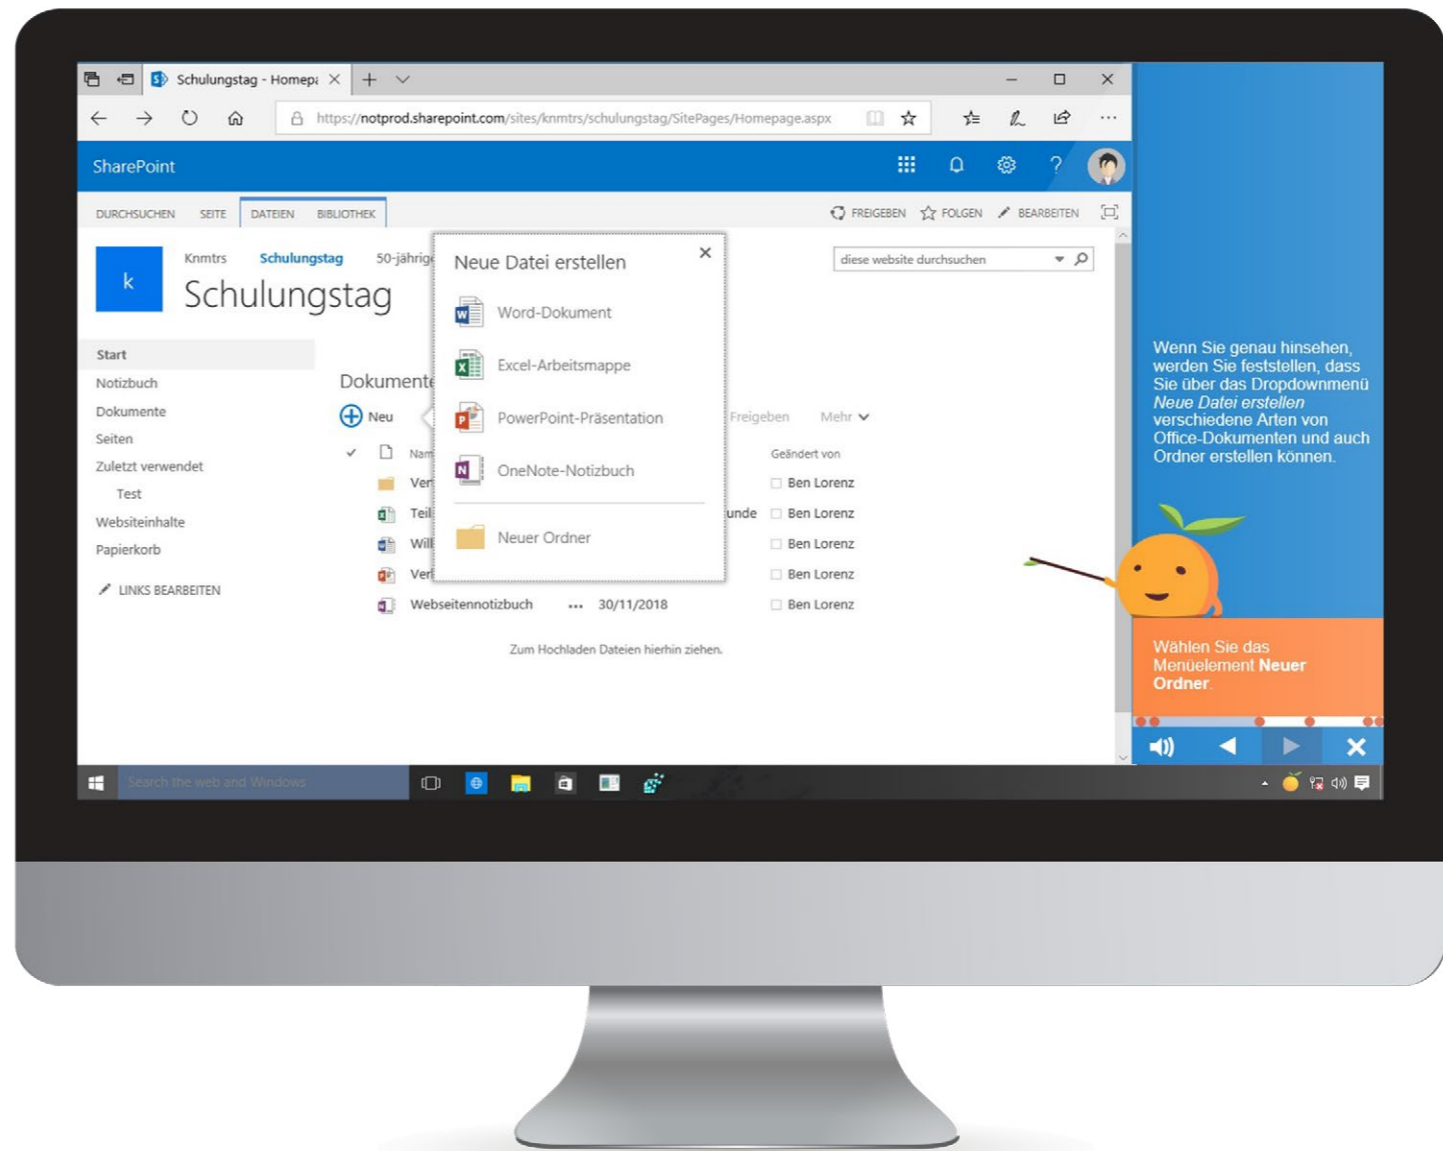 Schulungstag - Homep
https://notprod.sharepoint.com/sites/knmtrs/schulungstag/SitePages/Homepage.aspx
SharePoint
?
DURCHSUCHEN SEITE DATEIEN BIBLIOTHEK FREIGEBEN FOLGEN BEARBEITEN
k
Knmtrs Schulungstag 50-jährig
diese website durchsuchen
Schulungstag
Start
Notizbuch
Dokumente
Seiten
Zuletzt verwendet
Test
Websiteinhalte
Papierkorb
LINKS BEARBEITEN
Dokumente
Neu Freigeben Mehr
Nam Geändert von
Ver Ben Lorenz
Teil unde Ben Lorenz
Will Ben Lorenz
Verl Ben Lorenz
Webseitennotizbuch ... 30/11/2018 Ben Lorenz
Zum Hochladen Dateien hierhin ziehen.
Neue Datei erstellen
Word-Dokument
Excel-Arbeitsmappe
PowerPoint-Präsentation
OneNote-Notizbuch
Neuer Ordner
Wenn Sie genau hinsehen,
werden Sie feststellen, dass
Sie über das Dropdownmenü
Neue Datei erstellen
verschiedene Arten von
Office-Dokumenten und auch
Ordner erstellen können.
Wählen Sie das
Menüelement Neuer
Ordner.
Search the web and Windows